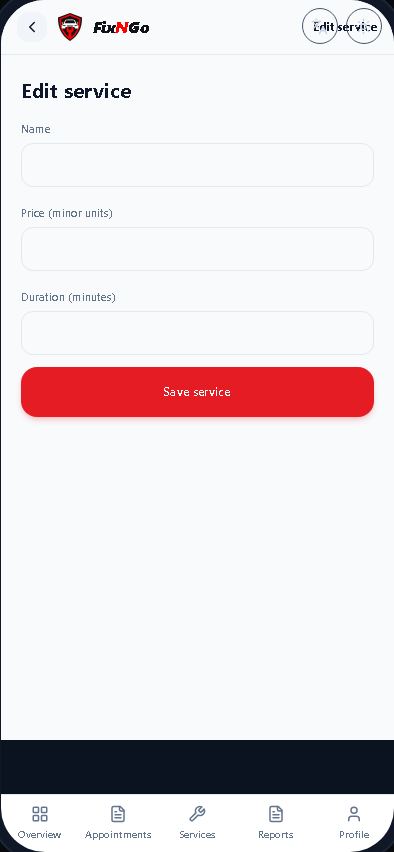 FixNGo
Edit service
Edit service
Name
Price (minor units)
Duration (minutes)
Save service
Overview
Appointments
Services
Reports
Profile